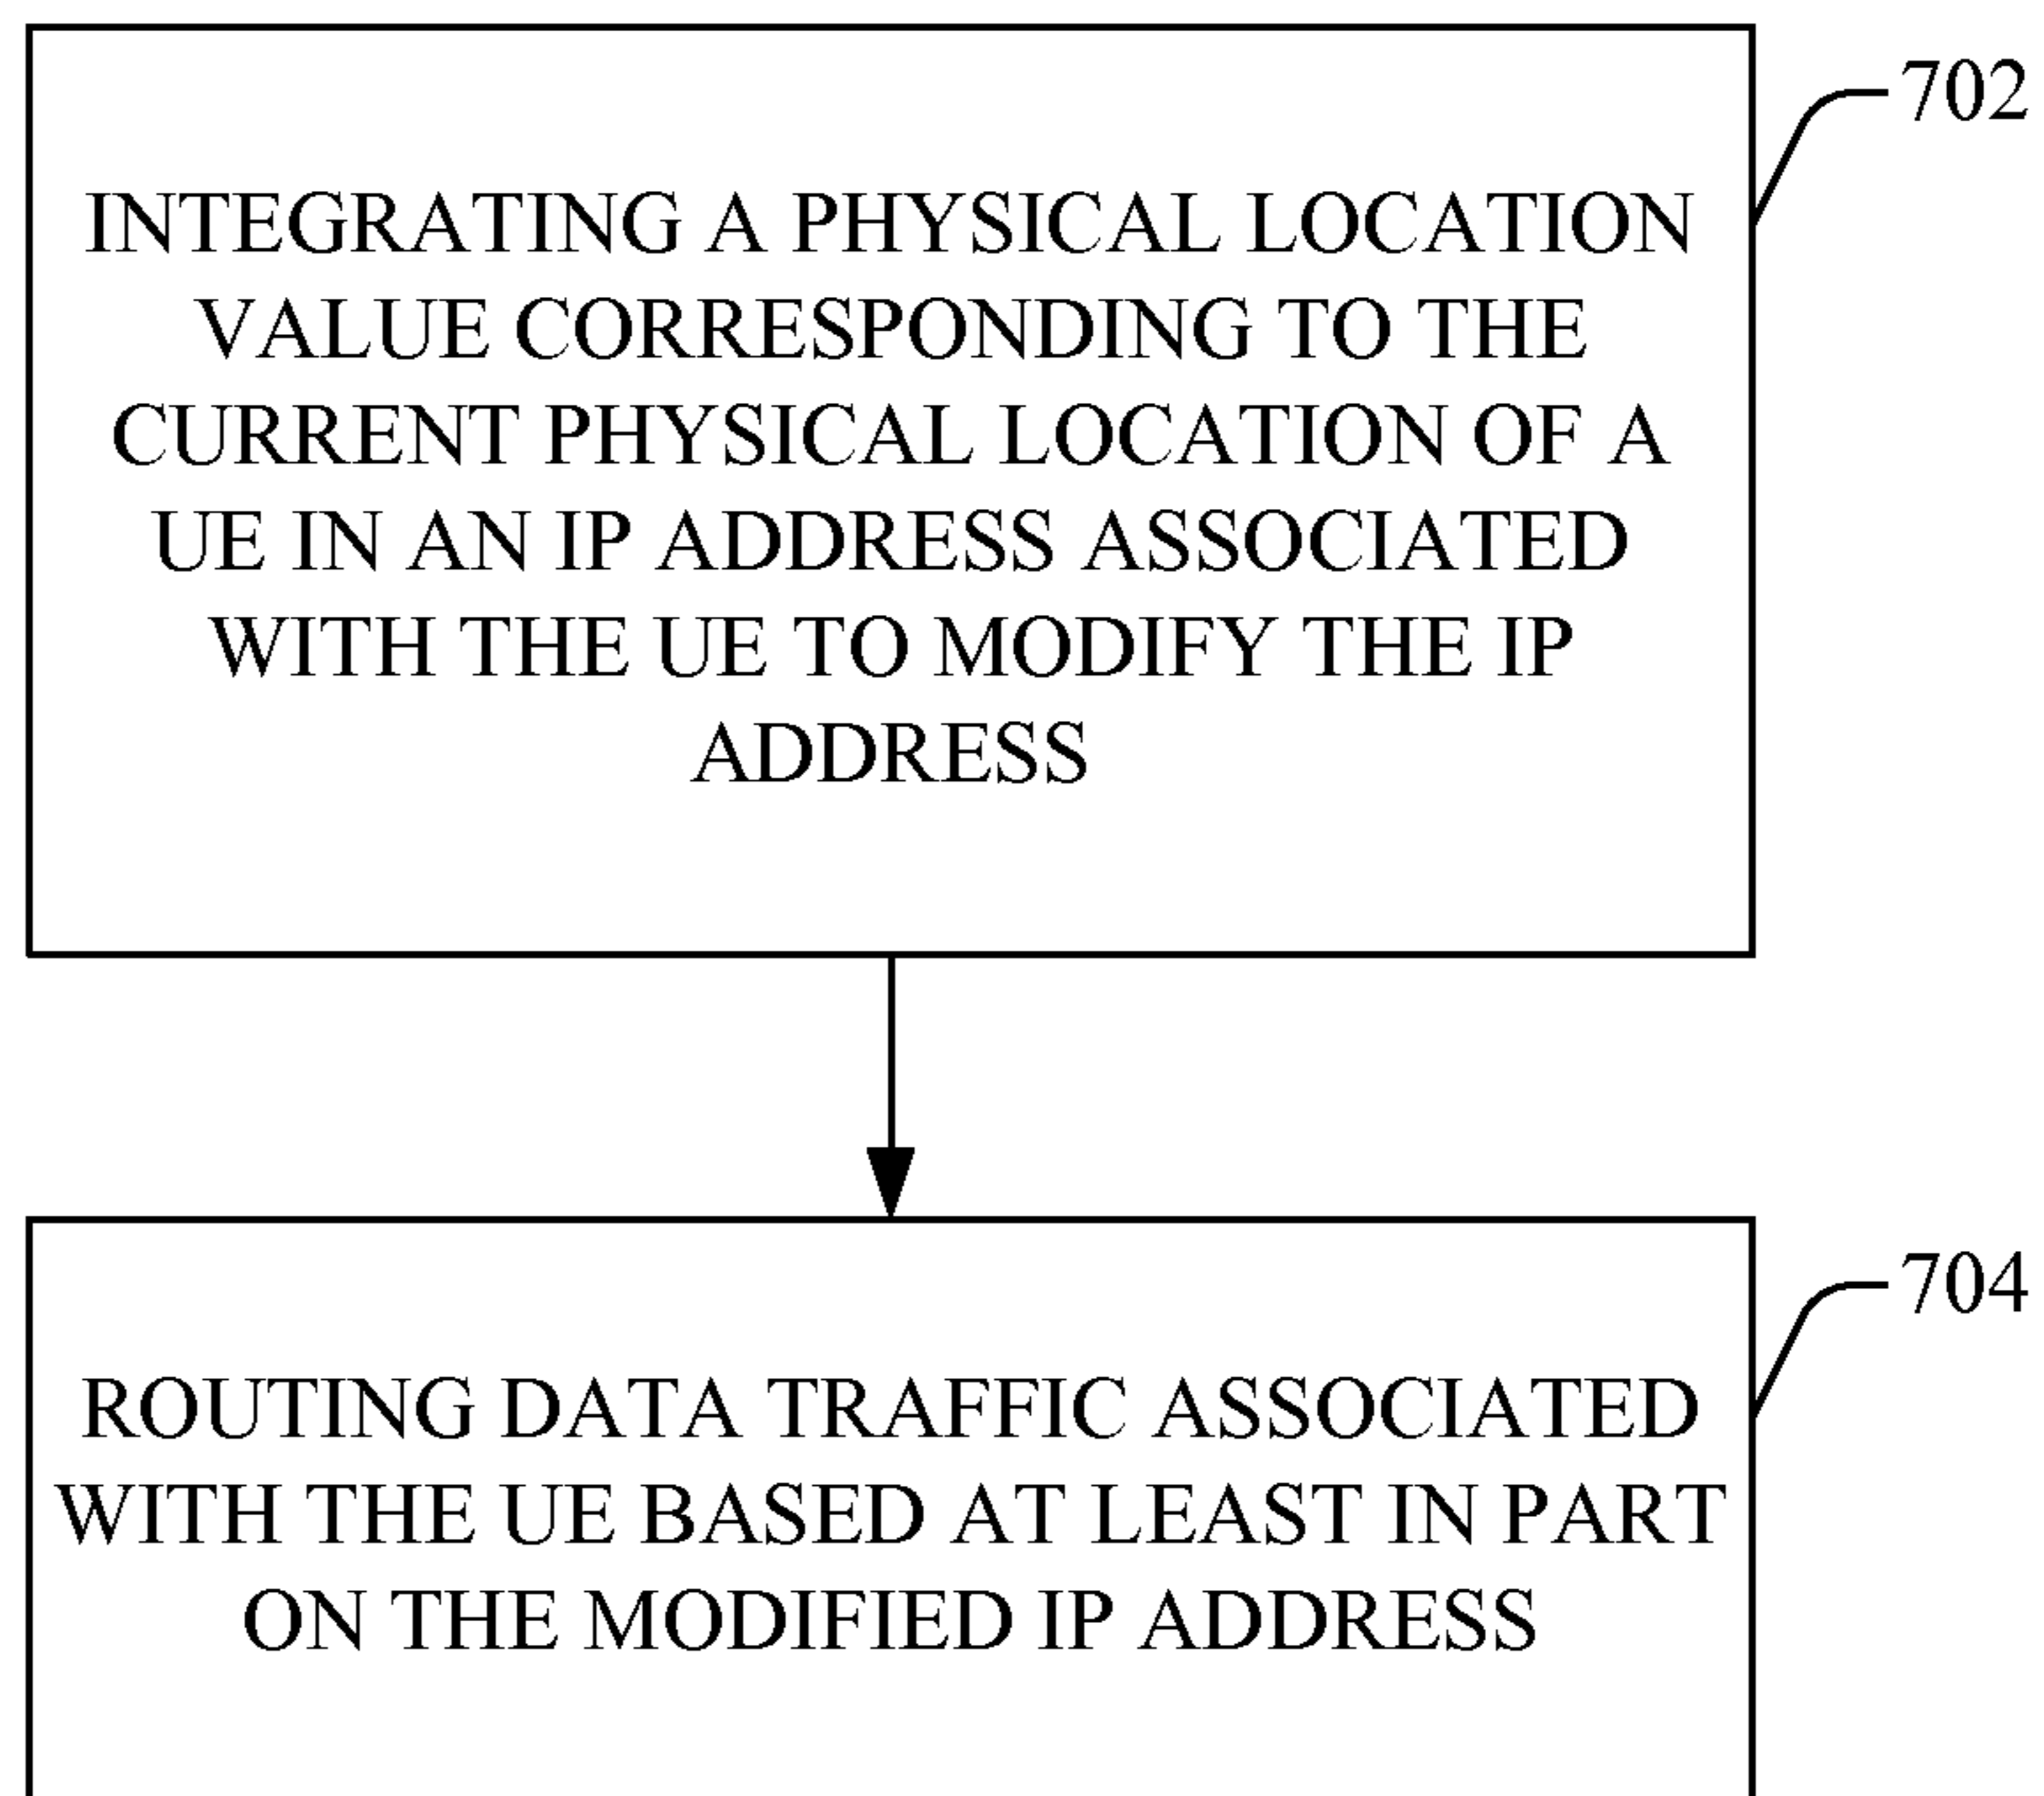 702
INTEGRATING A PHYSICAL LOCATION
VALUE CORRESPONDING TO THE
CURRENT PHYSICAL LOCATION OF A
UE IN AN IP ADDRESS ASSOCIATED
WITH THE UE TO MODIFY THE IP
ADDRESS
704
ROUTING DATA TRAFFIC ASSOCIATED
WITH THE UE BASED AT LEAST IN PART
ON THE MODIFIED IP ADDRESS